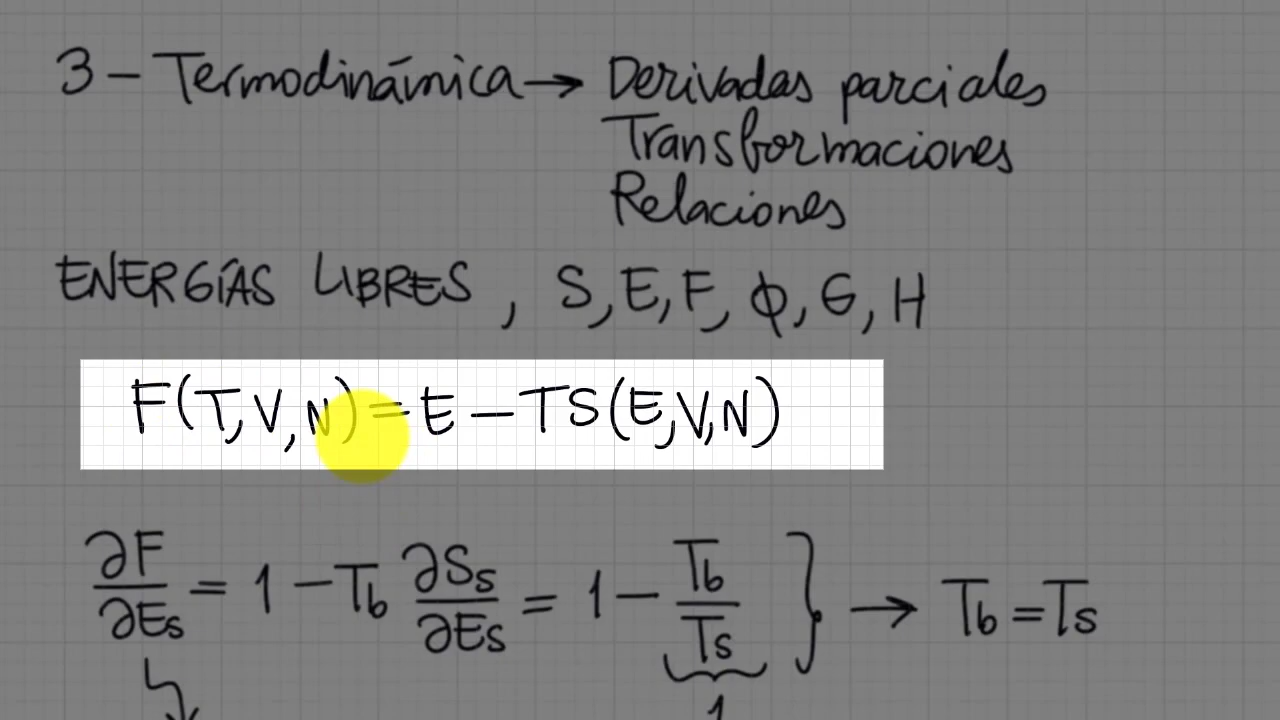 3 - Termodinámica → Derivadas parciales
Transformaciones
Relaciones
ENERGÍAS LIBRES, S, E, F, Φ, G, H
F(T, V, N) = E - TS(E, V, N)
∂F/∂Es = 1 - Tb ∂Ss/∂Es = 1 - Tb/Ts } → Tb = Ts
1